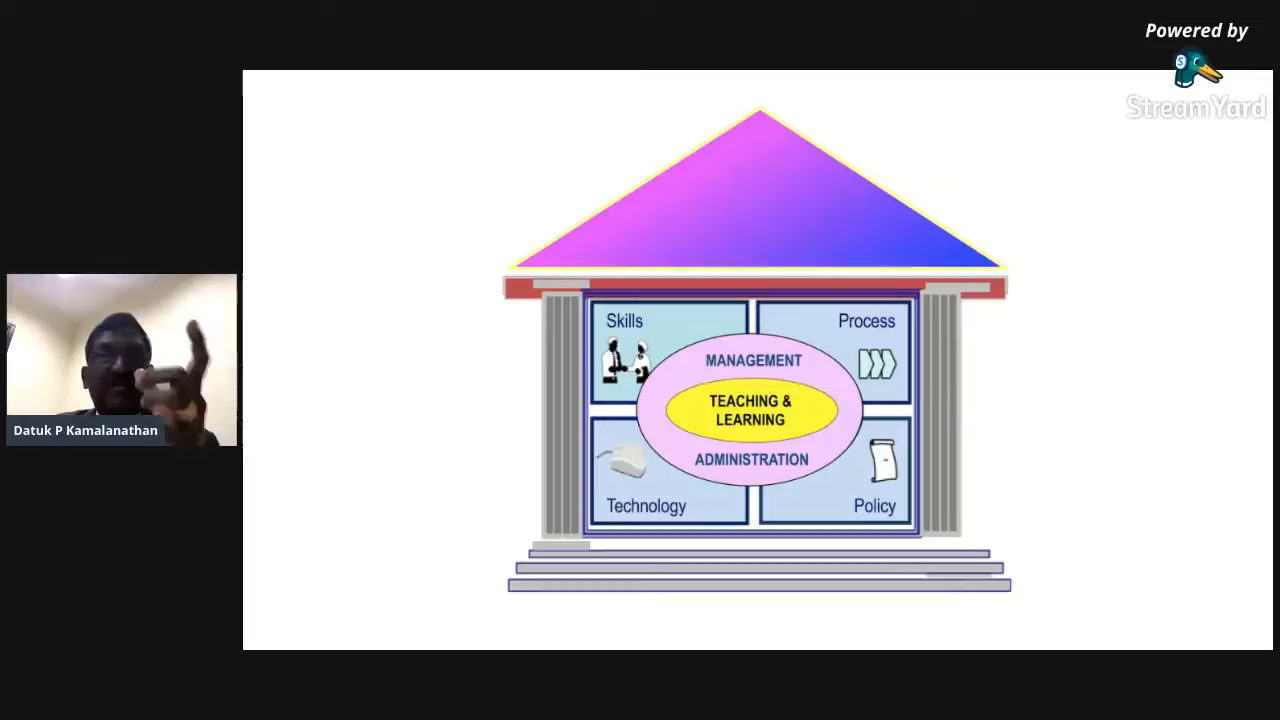 Powered by
StreamYard
Skills
Process
MANAGEMENT
TEACHING &
LEARNING
ADMINISTRATION
Technology
Policy
Datuk P Kamalanathan